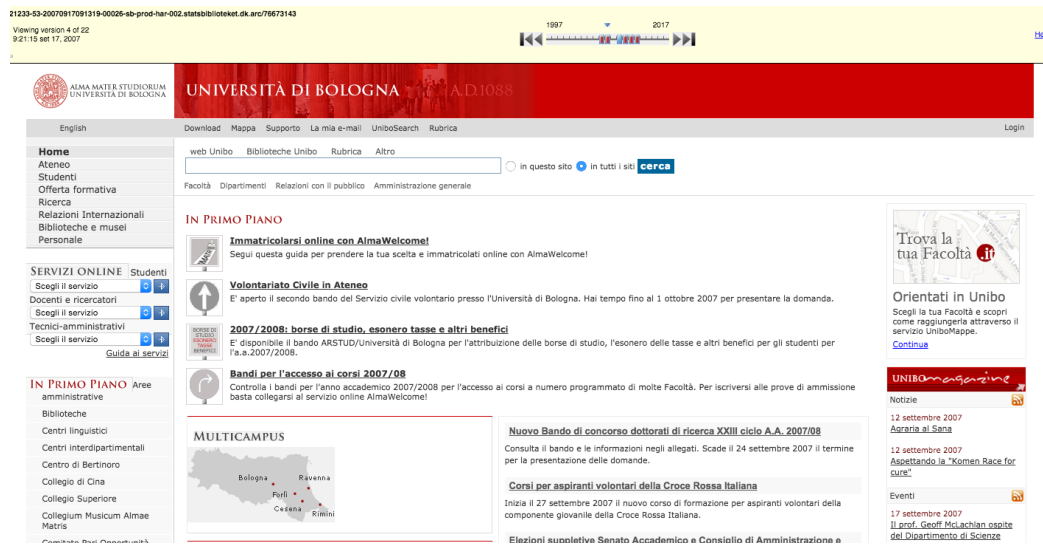 21233-53-20070917091319-00026-sb-prod-har-002.statsbiblioteket.dk.arc/76673143
Viewing version 4 of 22
9:21:15 set 17, 2007
1997
2017
ALMA MATER STUDIORUM
UNIVERSITÀ DI BOLOGNA
UNIVERSITÀ DI BOLOGNA
A.D.1088
English
Download Mappa Supporto La mia e-mail UniboSearch Rubrica
Login
Home
Ateneo
Studenti
Offerta formativa
Ricerca
Relazioni Internazionali
Biblioteche e musei
Personale
SERVIZI ONLINE Studenti
Scegli il servizio
Docenti e ricercatori
Scegli il servizio
Tecnici-amministrativi
Scegli il servizio
Guida ai servizi
IN PRIMO PIANO Aree
amministrative
Biblioteche
Centri linguistici
Centri interdipartimentali
Centro di Bertinoro
Collegio di Cina
Collegio Superiore
Collegium Musicum Almae
Matris
Comitato Pari Opportunità
web Unibo Biblioteche Unibo Rubrica Altro
in questo sito in tutti i siti cerca
Facoltà Dipartimenti Relazioni con il pubblico Amministrazione generale
IN PRIMO PIANO
Immatricolarsi online con AlmaWelcome!
Segui questa guida per prendere la tua scelta e immatricolati online con AlmaWelcome!
Volontariato Civile in Ateneo
E' aperto il secondo bando del Servizio civile volontario presso l'Università di Bologna. Hai tempo fino al 1 ottobre 2007 per presentare la domanda.
BORSE DI
STUDIO
ESONERO
TASSE
BENEFICI
2007/2008: borse di studio, esonero tasse e altri benefici
E' disponibile il bando ARSTUD/Università di Bologna per l'attribuzione delle borse di studio, l'esonero delle tasse e altri benefici per gli studenti per
l'a.a.2007/2008.
Bandi per l'accesso ai corsi 2007/08
Controlla i bandi per l'anno accademico 2007/2008 per l'accesso ai corsi a numero programmato di molte Facoltà. Per iscriversi alle prove di ammissione
basta collegarsi al servizio online AlmaWelcome!
MULTICAMPUS
Bologna
Ravenna
Forlì
Cesena
Rimini
Nuovo Bando di concorso dottorati di ricerca XXIII ciclo A.A. 2007/08
Consulta il bando e le informazioni negli allegati. Scade il 24 settembre 2007 il termine
per la presentazione delle domande.
Corsi per aspiranti volontari della Croce Rossa Italiana
Inizia il 27 settembre 2007 il nuovo corso di formazione per aspiranti volontari della
componente giovanile della Croce Rossa Italiana.
Elezioni suppletive Senato Accademico e Consiglio di Amministrazione e
Trova la
tua Facoltà .it
Orientati in Unibo
Scegli la tua Facoltà e scopri
come raggiungerla attraverso il
servizio UniboMappe.
Continua
UNIBOmagazine
Notizie
12 settembre 2007
Agraria al Sana
12 settembre 2007
Aspettando la "Komen Race for
cure"
Eventi
17 settembre 2007
Il prof. Geoff McLachlan ospite
del Dipartimento di Scienze